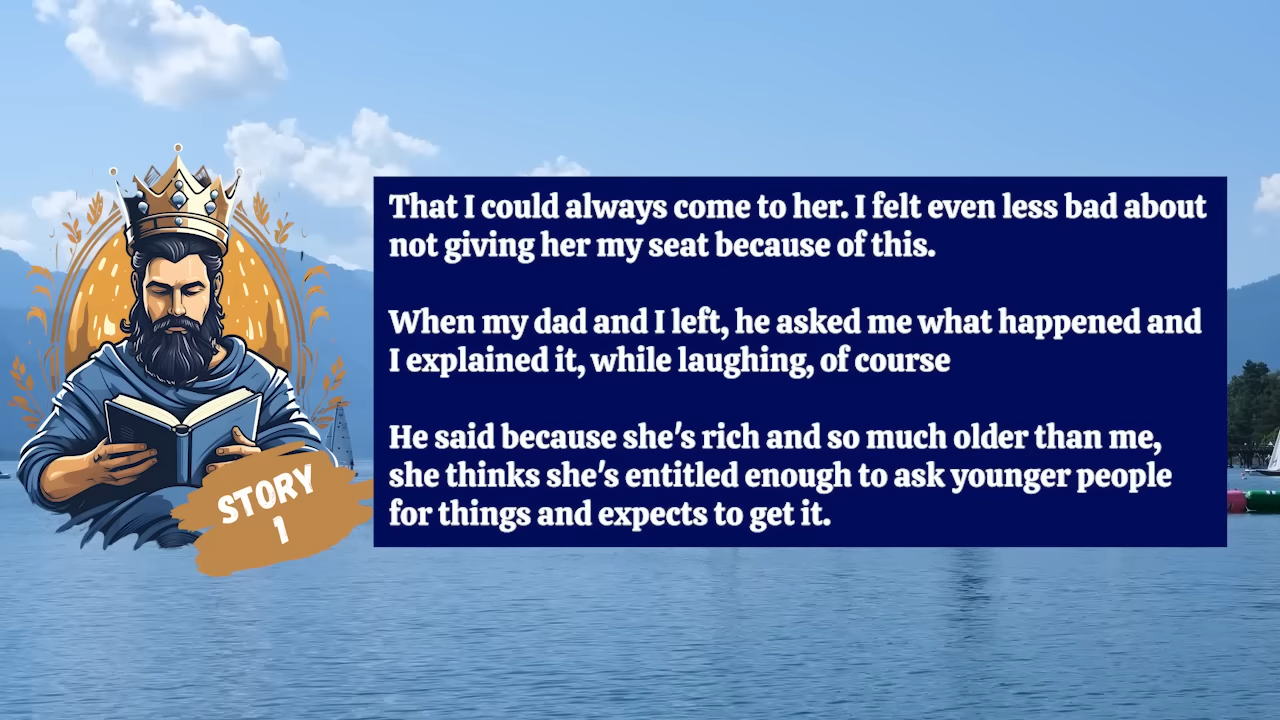 That I could always come to her. I felt even less bad about
not giving her my seat because of this.
When my dad and I left, he asked me what happened and
I explained it, while laughing, of course
He said because she's rich and so much older than me,
she thinks she's entitled enough to ask younger people
for things and expects to get it.
STORY
1